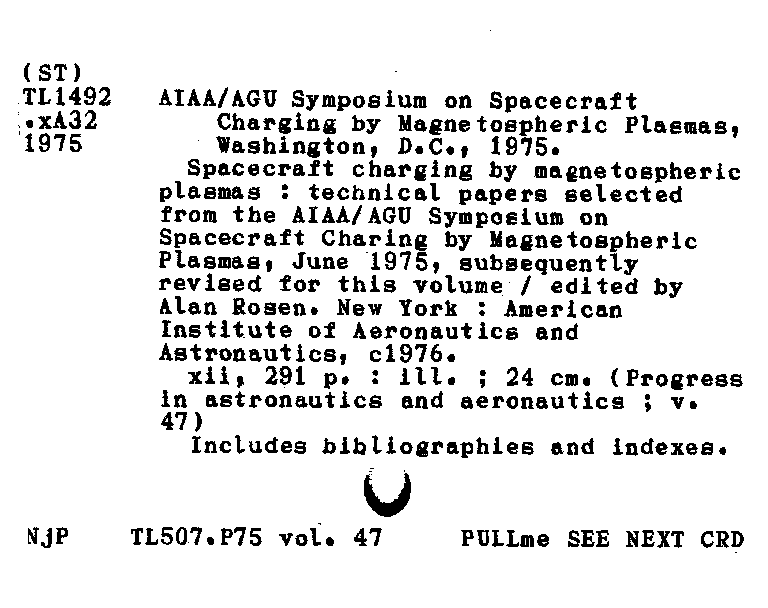 (ST)
TL1492 AIAA/AGU Symposium on Spacecraft
.xA32 Charging by Magnetospheric Plasmas,
1975 Washington, D.C., 1975.
Spacecraft charging by magnetospheric
plasmas : technical papers selected
from the AIAA/AGU Symposium on
Spacecraft Charing by Magnetospheric
Plasmas, June 1975, subsequently
revised for this volume / edited by
Alan Rosen. New York : American
Institute of Aeronautics and
Astronautics, c1976.
xii, 291 p. : ill. ; 24 cm. (Progress
in astronautics and aeronautics ; v.
47)
Includes bibliographies and indexes.
NjP TL507.P75 vol. 47 PULLme SEE NEXT CRD